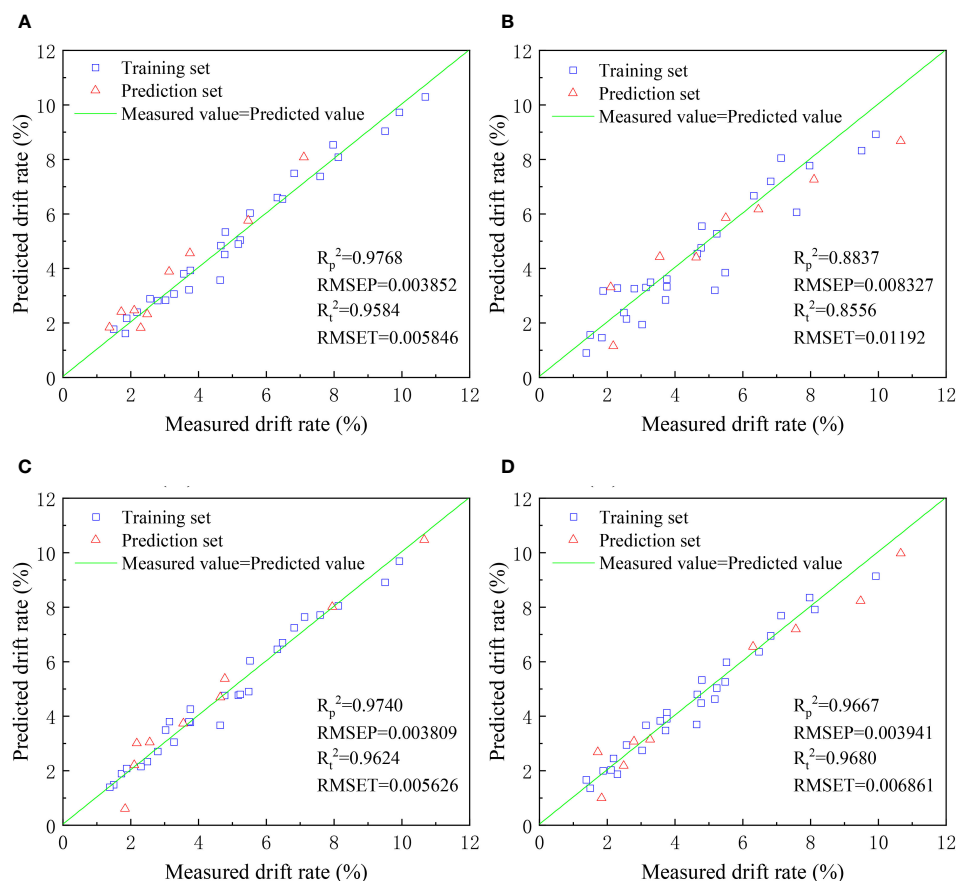 A
12
10
8
6
4
2
0
Predicted drift rate (%)
Training set
Prediction set
Measured value=Predicted value
Rp²=0.9768
RMSEP=0.003852
Rt²=0.9584
RMSET=0.005846
0 2 4 6 8 10 12
Measured drift rate (%)
B
12
10
8
6
4
2
0
Predicted drift rate (%)
Training set
Prediction set
Measured value=Predicted value
Rp²=0.8837
RMSEP=0.008327
Rt²=0.8556
RMSET=0.01192
0 2 4 6 8 10 12
Measured drift rate (%)
C
12
10
8
6
4
2
0
Predicted drift rate (%)
Training set
Prediction set
Measured value=Predicted value
Rp²=0.9740
RMSEP=0.003809
Rt²=0.9624
RMSET=0.005626
0 2 4 6 8 10 12
Measured drift rate (%)
D
12
10
8
6
4
2
0
Predicted drift rate (%)
Training set
Prediction set
Measured value=Predicted value
Rp²=0.9667
RMSEP=0.003941
Rt²=0.9680
RMSET=0.006861
0 2 4 6 8 10 12
Measured drift rate (%)